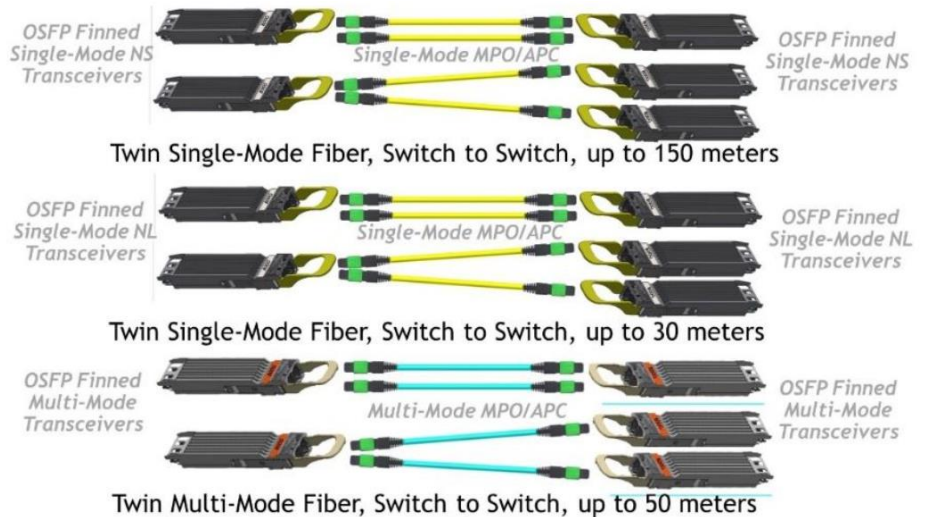 OSFP Finned
Single-Mode NS
Transceivers
Single-Mode MPO/APC
OSFP Finned
Single-Mode NS
Transceivers
Twin Single-Mode Fiber, Switch to Switch, up to 150 meters
OSFP Finned
Single-Mode NL
Transceivers
Single-Mode MPO/APC
OSFP Finned
Single-Mode NL
Transceivers
Twin Single-Mode Fiber, Switch to Switch, up to 30 meters
OSFP Finned
Multi-Mode
Transceivers
Multi-Mode MPO/APC
OSFP Finned
Multi-Mode
Transceivers
Twin Multi-Mode Fiber, Switch to Switch, up to 50 meters